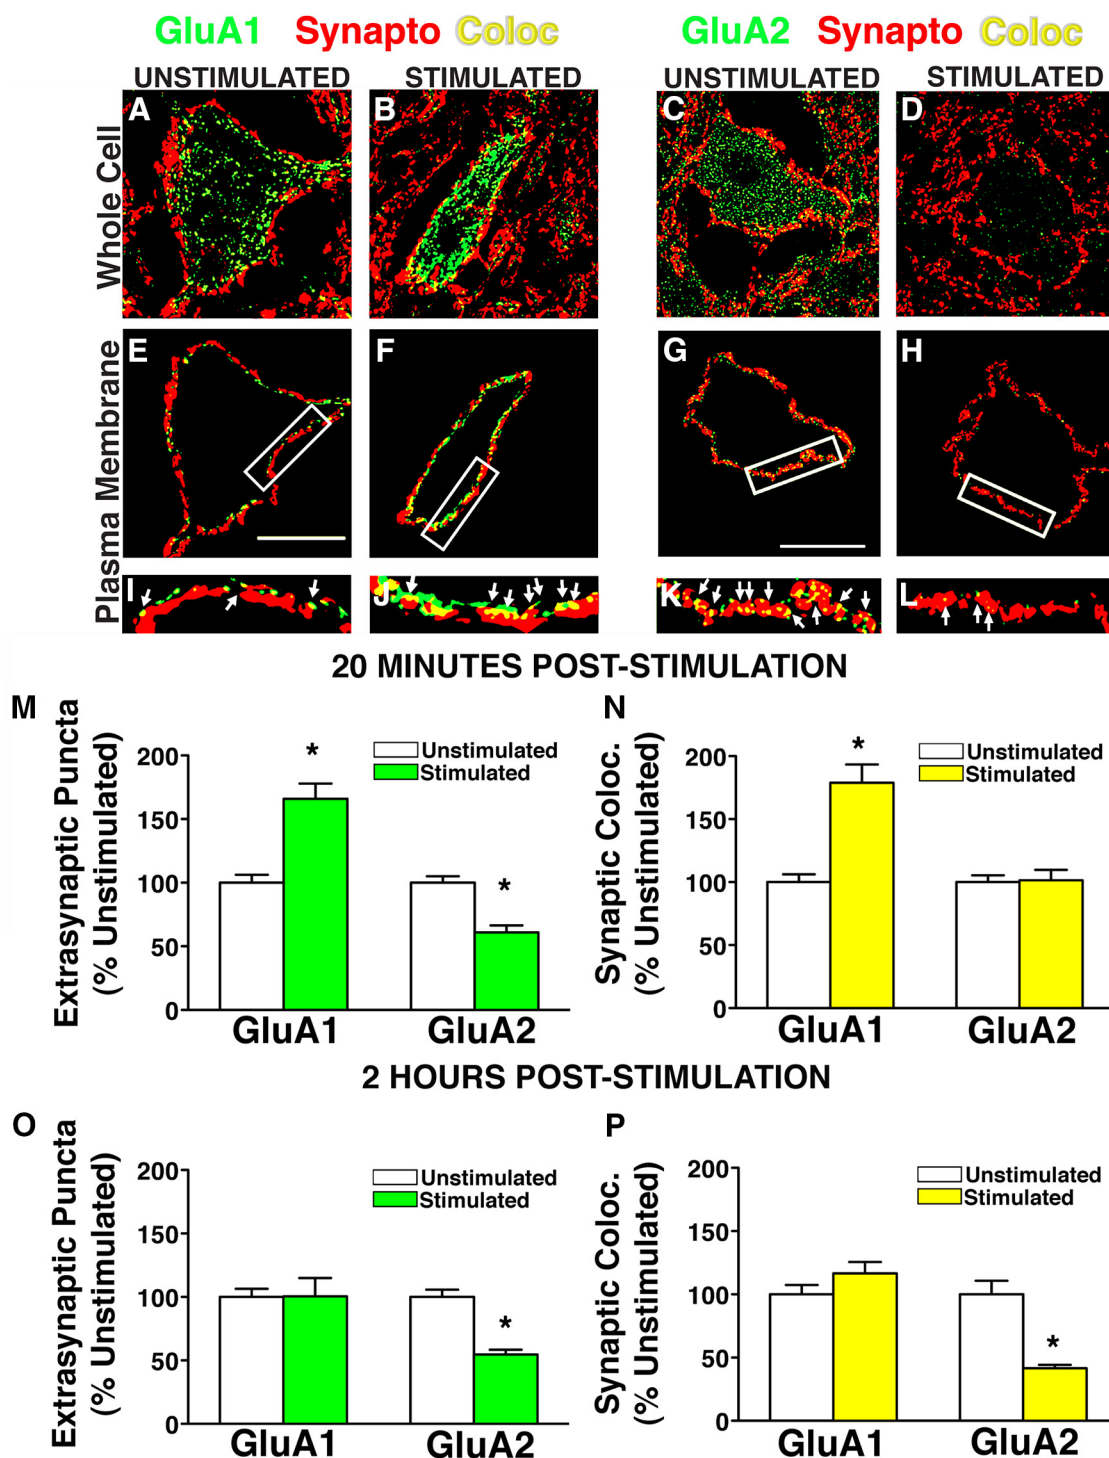 GluA1 Synapto Coloc GluA2 Synapto Coloc
UNSTIMULATED STIMULATED UNSTIMULATED STIMULATED
Whole Cell
A B C D
Plasma Membrane
E F G H
I J K L
20 MINUTES POST-STIMULATION
M
Extrasynaptic Puncta
(% Unstimulated)
200
150
100
50
0
*
*
Unstimulated
Stimulated
GluA1 GluA2
N
Synaptic Coloc.
(% Unstimulated)
200
150
100
50
0
*
Unstimulated
Stimulated
GluA1 GluA2
2 HOURS POST-STIMULATION
O
Extrasynaptic Puncta
(% Unstimulated)
200
150
100
50
0
Unstimulated
Stimulated
*
GluA1 GluA2
P
Synaptic Coloc.
(% Unstimulated)
200
150
100
50
0
Unstimulated
Stimulated
*
GluA1 GluA2